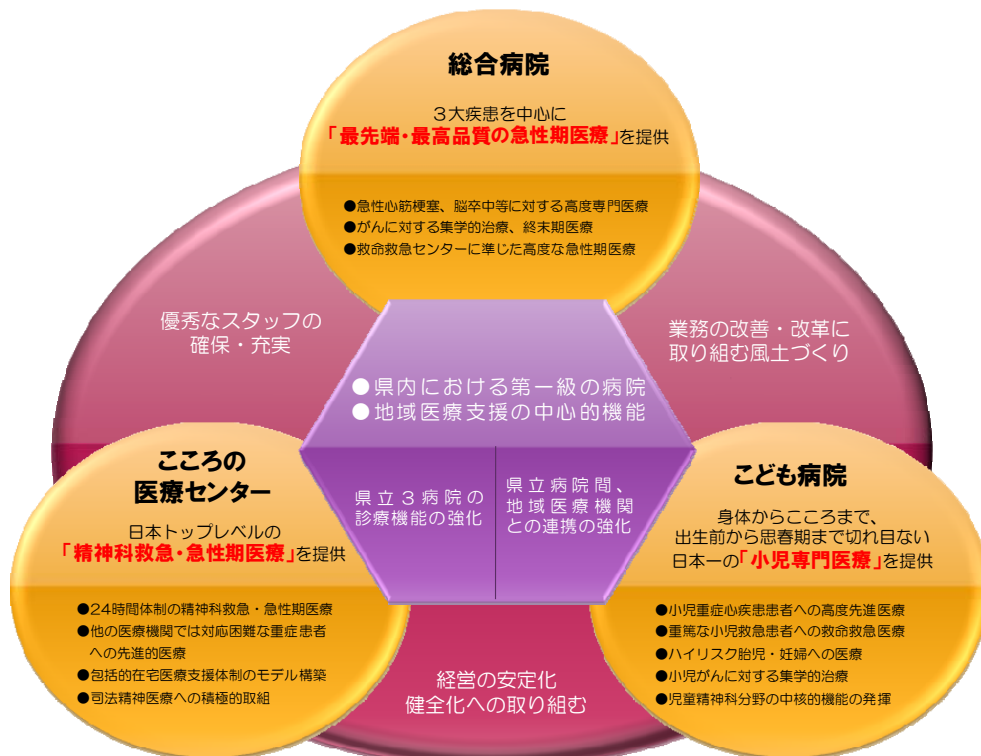 総合病院
３大疾患を中心に
「最先端・最高品質の急性期医療」を提供
●急性心筋梗塞、脳卒中等に対する高度専門医療
●がんに対する集学的治療、終末期医療
●救命救急センターに準じた高度な急性期医療
優秀なスタッフの
確保・充実
業務の改善・改革に
取り組む風土づくり
●県内における第一級の病院
●地域医療支援の中心的機能
県立３病院の
診療機能の強化
県立病院間、
地域医療機関
との連携の強化
こころの
医療センター
日本トップレベルの
「精神科救急・急性期医療」を提供
●24時間体制の精神科救急・急性期医療
●他の医療機関では対応困難な重症患者
への先進的医療
●包括的在宅医療支援体制のモデル構築
●司法精神医療への積極的取組
こども病院
身体からこころまで、
出生前から思春期まで切れ目ない
日本一の「小児専門医療」を提供
●小児重症心疾患患者への高度先進医療
●重篤な小児救急患者への救命救急医療
●ハイリスク胎児・妊婦への医療
●小児がんに対する集学的治療
●児童精神科分野の中核的機能の発揮
経営の安定化
健全化への取り組む